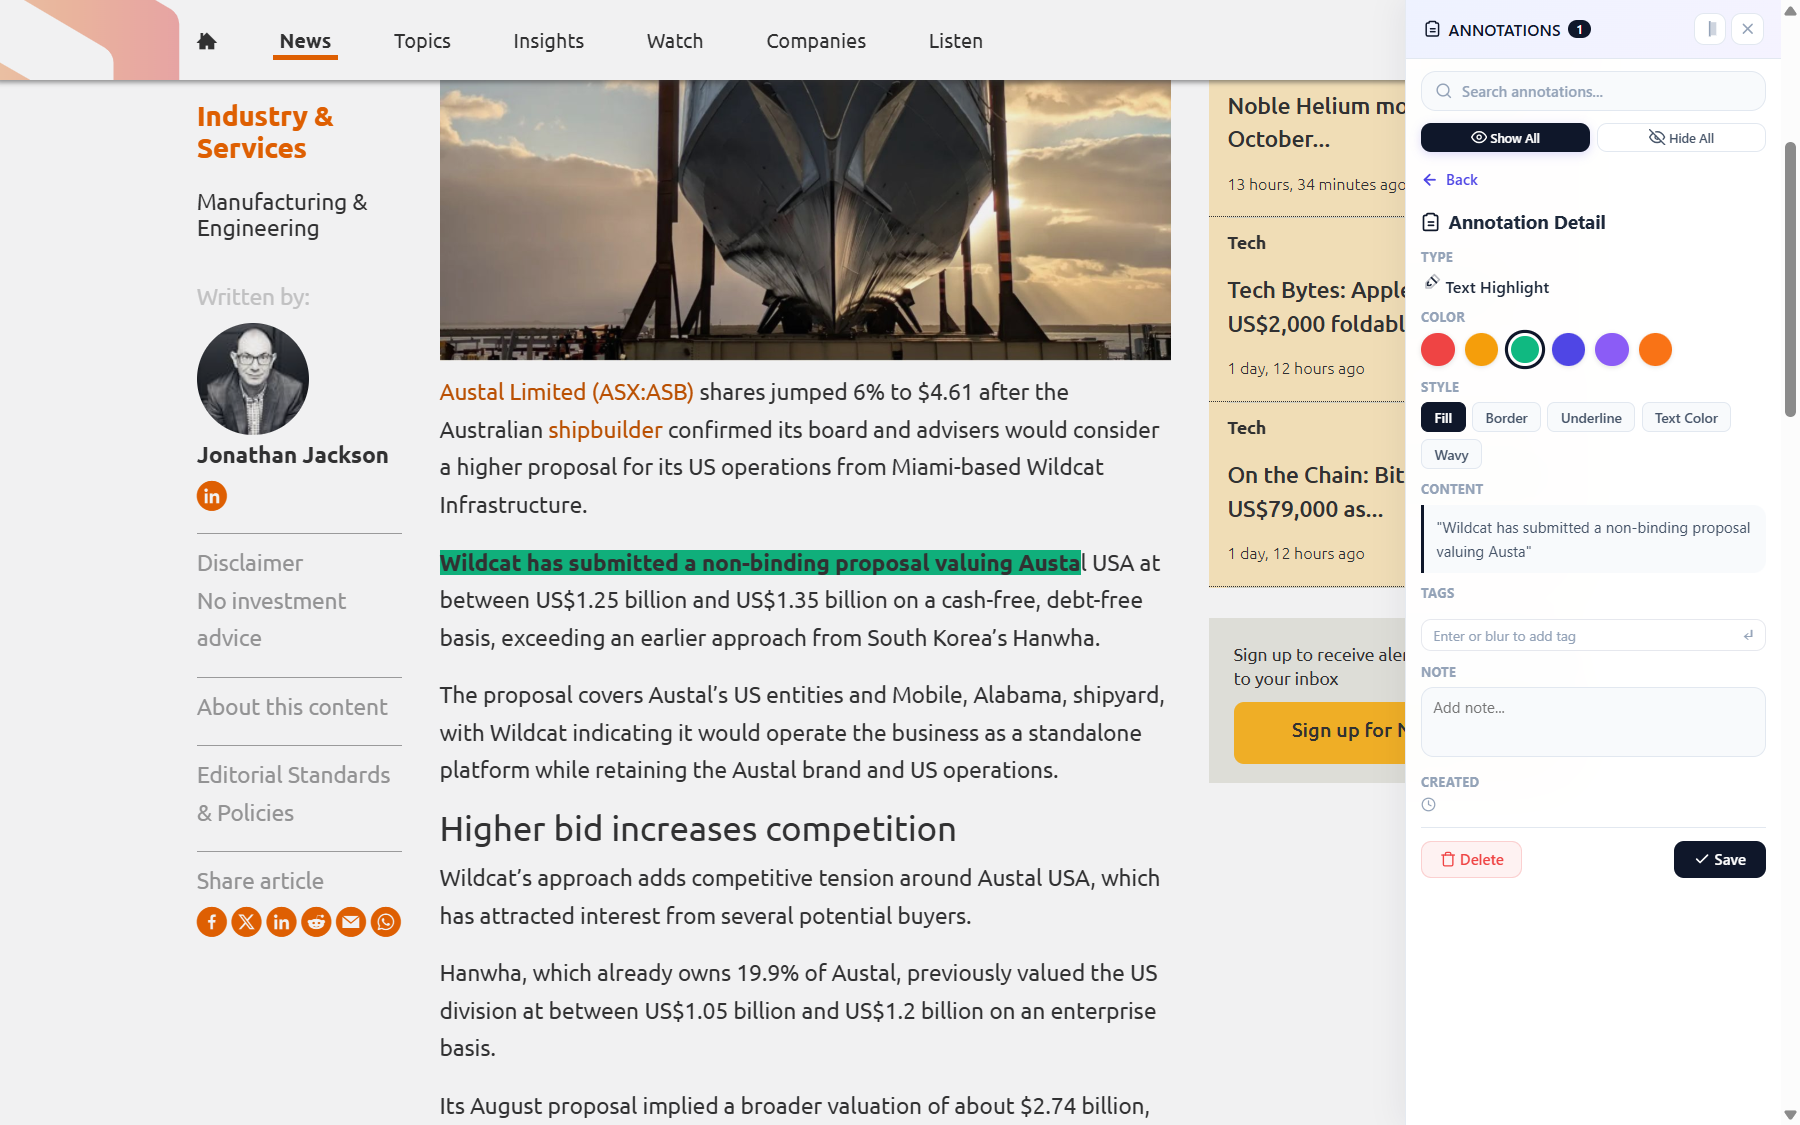 News
Topics
Insights
Watch
Companies
Listen
Industry &
Services
Manufacturing &
Engineering
Written by:
Jonathan Jackson
Disclaimer
No investment
advice
About this content
Editorial Standards
& Policies
Share article
Austal Limited (ASX:ASB) shares jumped 6% to $4.61 after the
Australian shipbuilder confirmed its board and advisers would consider
a higher proposal for its US operations from Miami-based Wildcat
Infrastructure.
Wildcat has submitted a non-binding proposal valuing Austal USA at
between US$1.25 billion and US$1.35 billion on a cash-free, debt-free
basis, exceeding an earlier approach from South Korea’s Hanwha.
The proposal covers Austal’s US entities and Mobile, Alabama, shipyard,
with Wildcat indicating it would operate the business as a standalone
platform while retaining the Austal brand and US operations.
Higher bid increases competition
Wildcat’s approach adds competitive tension around Austal USA, which
has attracted interest from several potential buyers.
Hanwha, which already owns 19.9% of Austal, previously valued the US
division at between US$1.05 billion and US$1.2 billion on an enterprise
basis.
Its August proposal implied a broader valuation of about $2.74 billion,
Noble Helium mo
October...
13 hours, 34 minutes ago
Tech
Tech Bytes: Apple
US$2,000 foldabl
1 day, 12 hours ago
Tech
On the Chain: Bit
US$79,000 as...
1 day, 12 hours ago
Sign up to receive aler
to your inbox
Sign up for N
ANNOTATIONS 1
Search annotations...
Show All
Hide All
Back
Annotation Detail
TYPE
Text Highlight
COLOR
STYLE
Fill
Border
Underline
Text Color
Wavy
CONTENT
"Wildcat has submitted a non-binding proposal
valuing Austa"
TAGS
Enter or blur to add tag
NOTE
Add note...
CREATED
Delete
Save